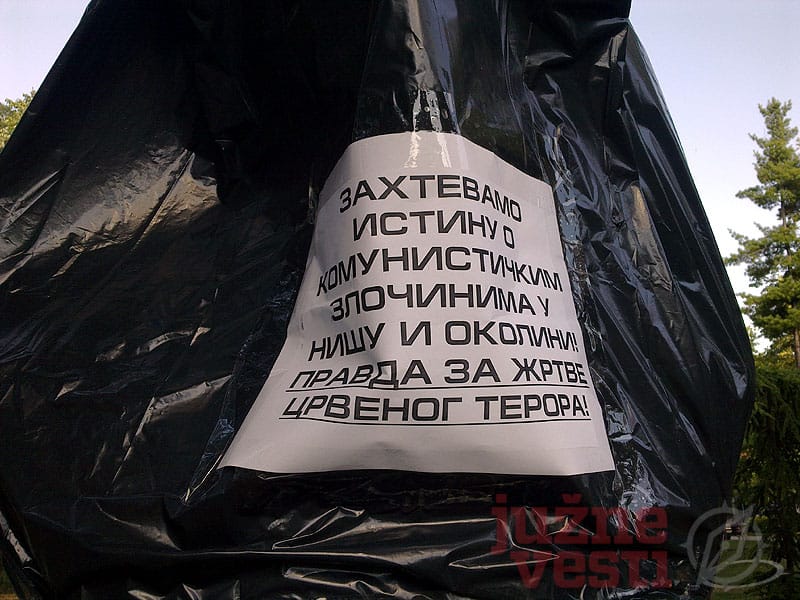 ЗАХТЕВАМО
ИСТИНУ О
КОМУНИСТИЧКИМ
ЗЛОЧИНИМА У
НИШУ И ОКОЛИНИ!
ПРАВДА ЗА ЖРТВЕ
ЦРВЕНОГ ТЕРОРА!
južne
vesti